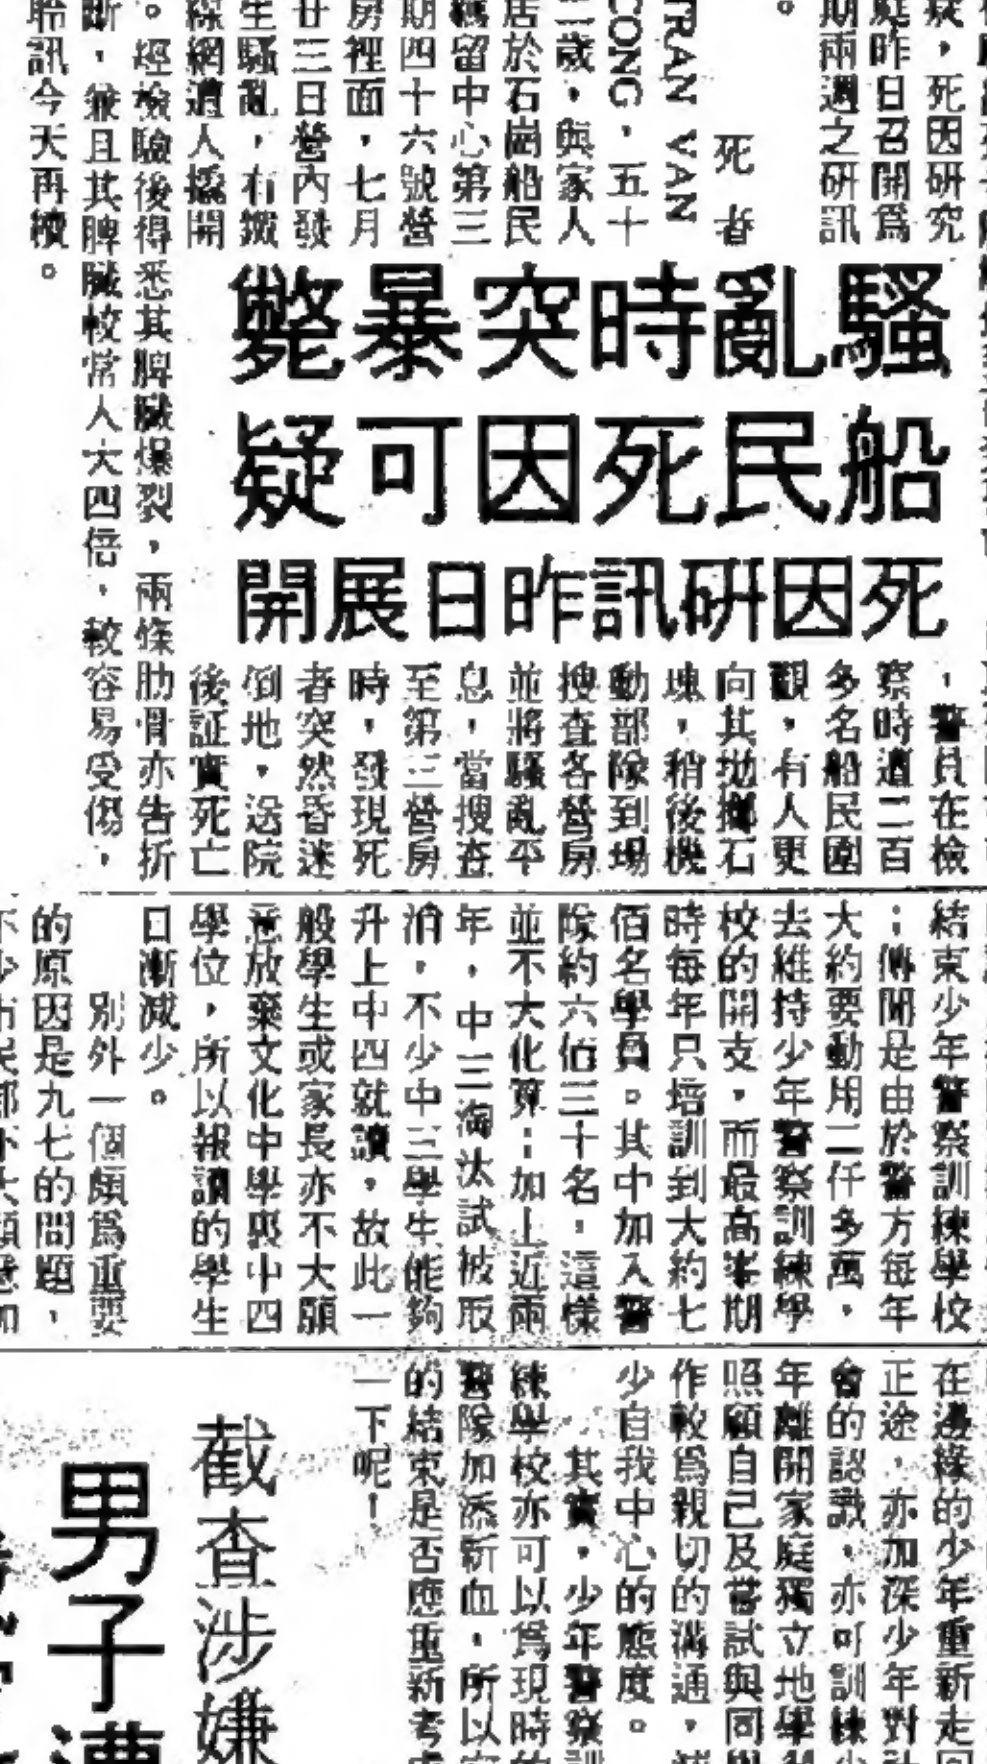 騷亂時突暴斃
船民死因可疑
死因研訊昨日展開
疑，死因研究
庭昨日召開爲
期兩週之研訊
。
死者
TRAN VAN
CONG，五十
二歲，與家人
居於石崗船民
羈留中心第三
期四十六號營
房裡面，七月
廿三日營內發
生騷亂，有鐵
線網遭人撬開
，警員在檢
察時遭二百
多名船民圍
觀，有人更
向其地擲石
塊，稍後機
動部隊到場
搜查各營房
並將騷亂平
息，當搜查
至第三營房
時，發現死
者突然昏迷
倒地，送院
後証實死亡
。經檢驗後得悉其脾臟爆裂，兩條肋骨亦告折
斷，兼且其脾臟較常人大四倍，較容易受傷，
聆訊今天再續。
結束少年警察訓練學校
；傳聞是由於警方每年
大約要動用二仟多萬，
去維持少年警察訓練學
校的開支，而最高峯期
時每年只培訓到大約七
佰名學員。其中加入警
隊約六佰三十名，這樣
並不大化算；加上近兩
年，中三淘汰試被取
消，不少中三學生能夠
升上中四就讀，故此一
般學生或家長亦不大願
意放棄文化中學裏中四
學位，所以報讀的學生
日漸減少。
別外一個頗爲重要
的原因是九七的問題，
在邊緣的少年重新走回
正途，亦加深少年對社
會的認識，亦可訓練少
年離開家庭獨立地學習
照顧自己及嘗試與同學
作較爲親切的溝通，減
少自我中心的態度。
其實，少年警察訓
練學校亦可以爲現時的
警隊加添新血，所以
的結束是否應重新考慮
一下呢！
截查涉嫌
男子遭